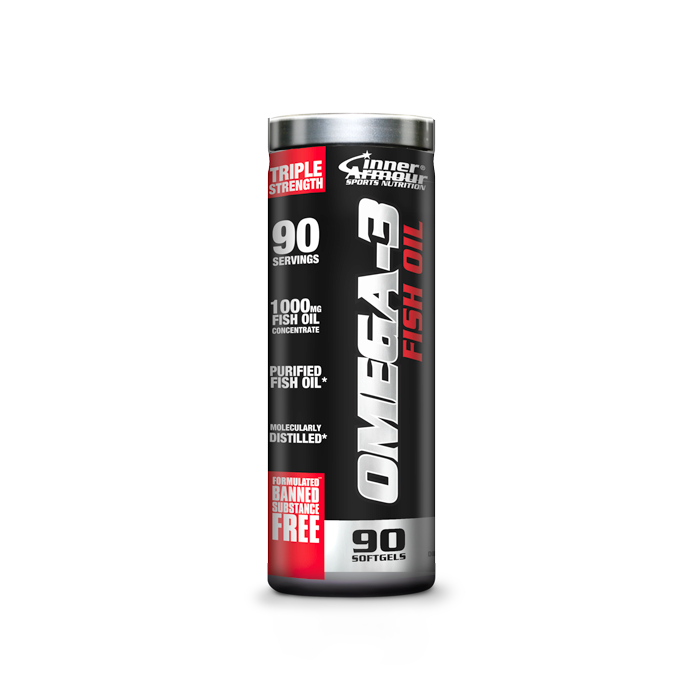 TRIPLE
STRENGTH
inner®
Armour
SPORTS NUTRITION
90
SERVINGS
1000MG
FISH OIL
CONCENTRATE
PURIFIED
FISH OIL*
MOLECULARLY
DISTILLED*
FORMULATED™
BANNED
SUBSTANCE
FREE
OMEGA-3
FISH OIL
90
SOFTGELS